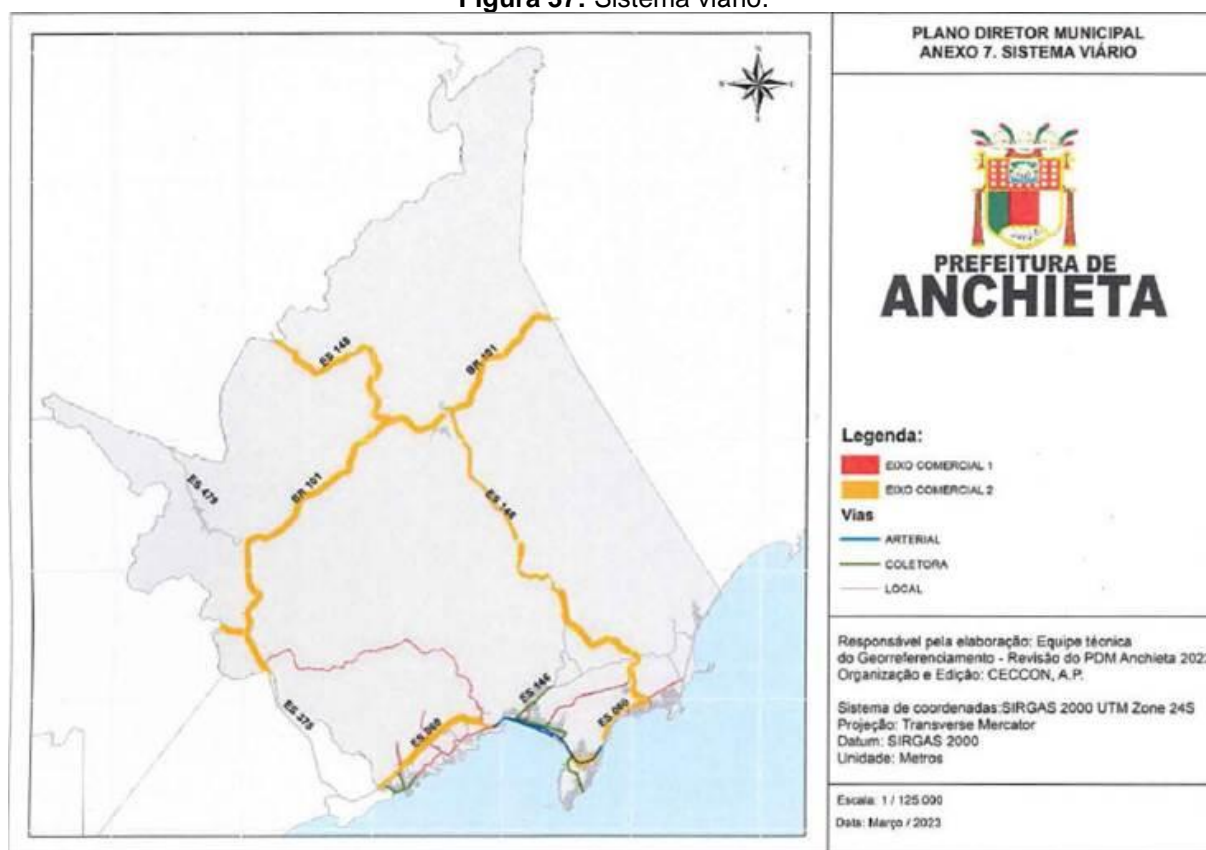 Figura 37: Sistema viário.
PLANO DIRETOR MUNICIPAL
ANEXO 7. SISTEMA VIÁRIO
PREFEITURA DE
ANCHIETA
Legenda:
EIXO COMERCIAL 1
EIXO COMERCIAL 2
Vias
ARTERIAL
COLETORA
LOCAL
Responsável pela elaboração: Equipe técnica
do Georreferenciamento - Revisão do PDM Anchieta 202
Organização e Edição: CECCON, A.P.
Sistema de coordenadas:SIRGAS 2000 UTM Zone 24S
Projeção: Transverse Mercator
Datum: SIRGAS 2000
Unidade: Metros
Escala: 1 / 125.000
Data: Março / 2023
N
ES 148
BR 101
ES 479
BR 101
ES 146
ES 375
ES 060
ES 146
ES 060